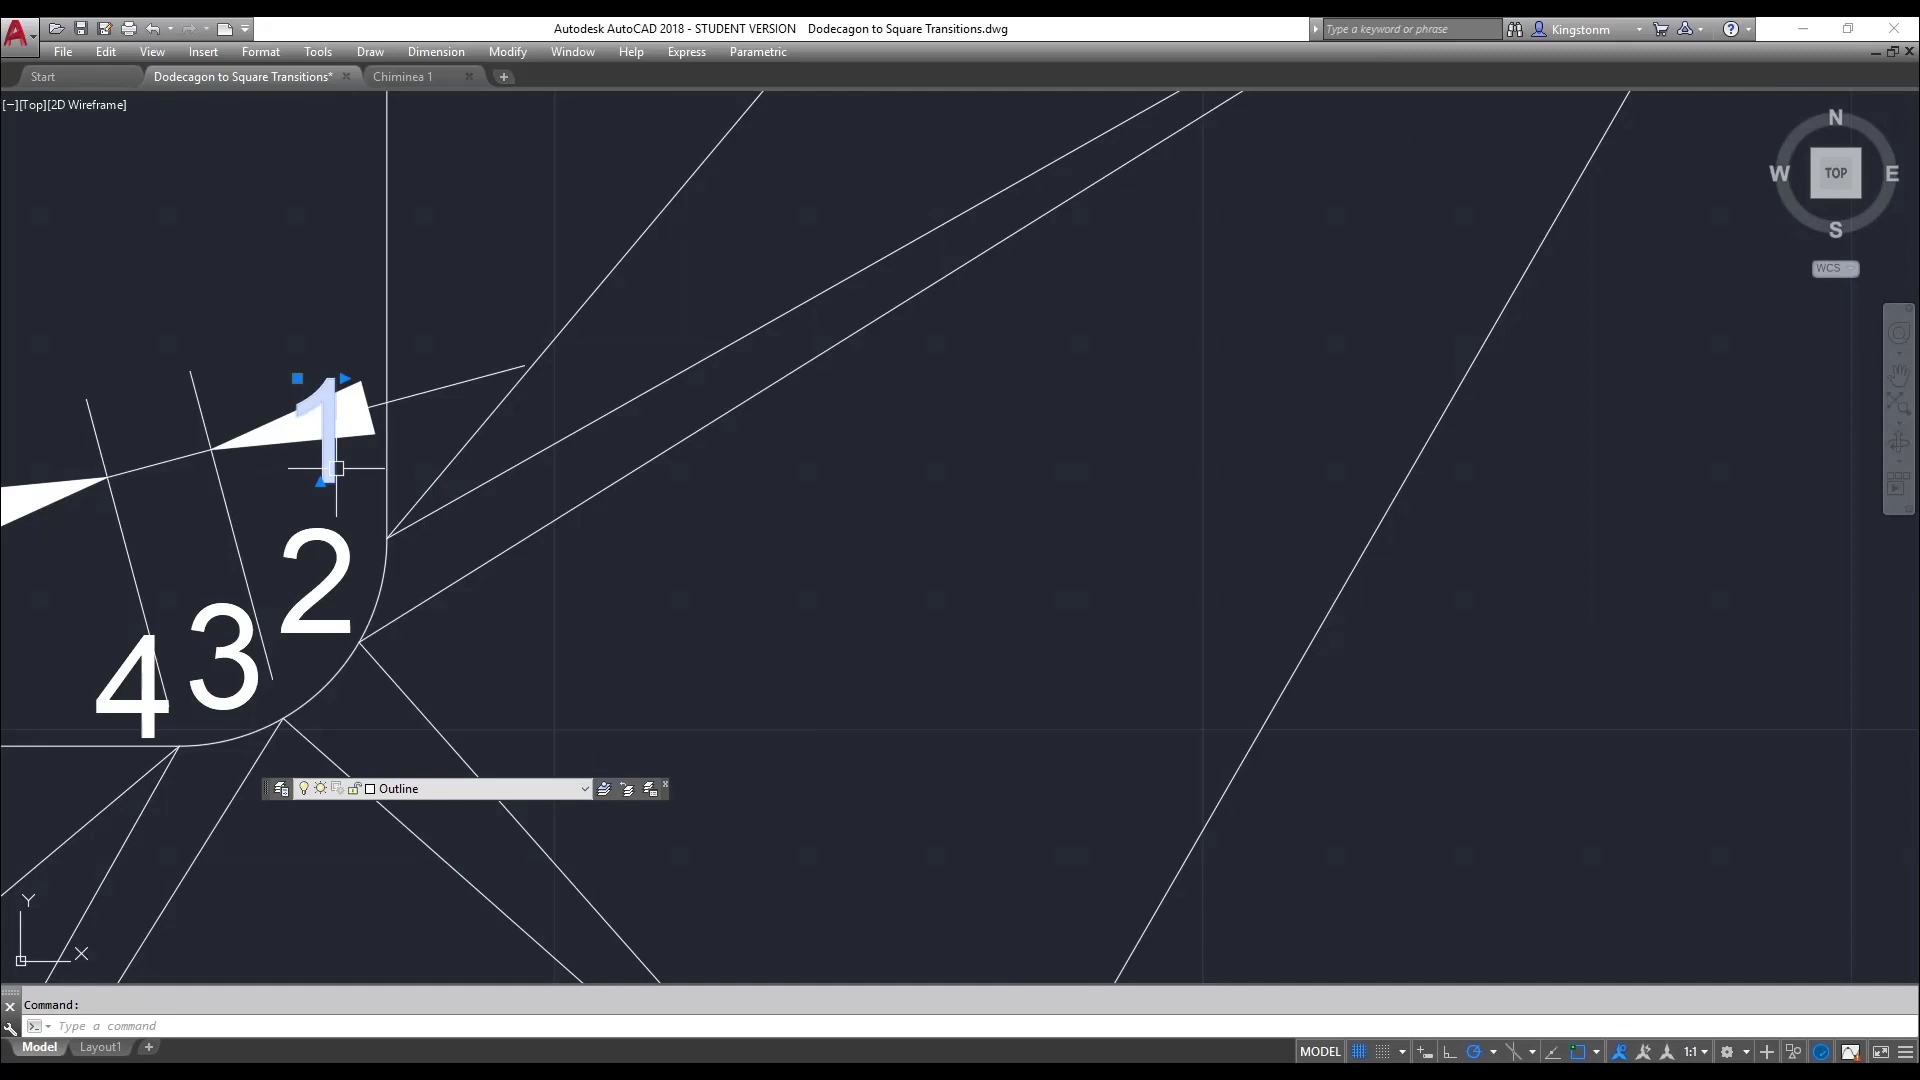 Autodesk AutoCAD 2018 - STUDENT VERSION Dodecagon to Square Transitions.dwg
Type a keyword or phrase
Kingstonm
File Edit View Insert Format Tools Draw Dimension Modify Window Help Express Parametric
Start Dodecagon to Square Transitions* Chiminea 1
[−][Top][2D Wireframe]
N
W TOP E
S
WCS
1
2
3
4
Outline
Y
X
Command:
Type a command
Model Layout1
MODEL
1:1